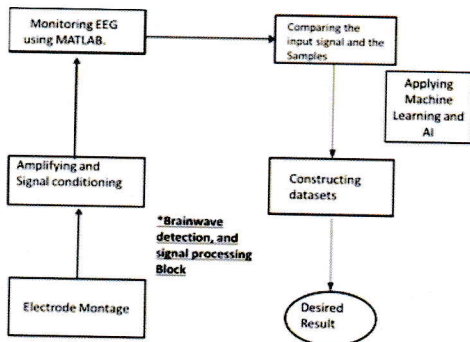 Monitoring EEG
using MATLAB.
Comparing the
input signal and the
Samples
Applying
Machine
Learning and
AI
Amplifying and
Signal conditioning
Constructing
datasets
*Brainwave
detection, and
signal processing
Block
Electrode Montage
Desired
Result